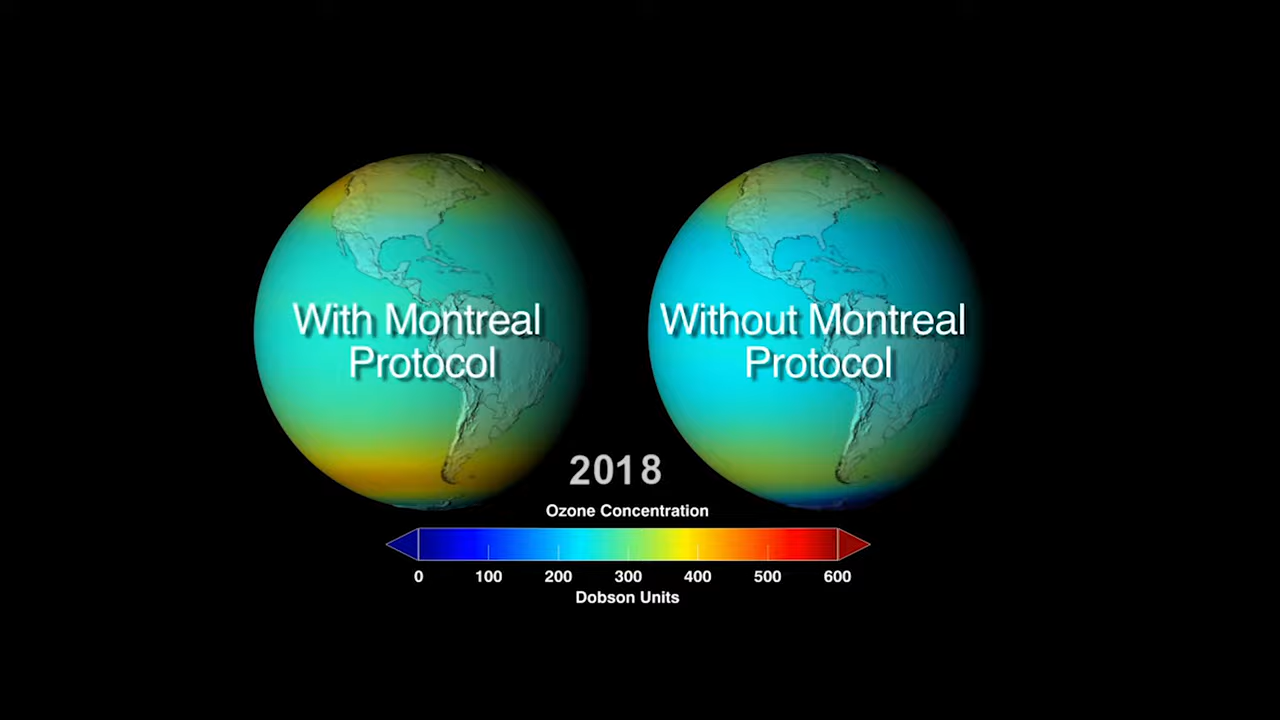 With Montreal
Protocol
Without Montreal
Protocol
2018
Ozone Concentration
0 100 200 300 400 500 600
Dobson Units